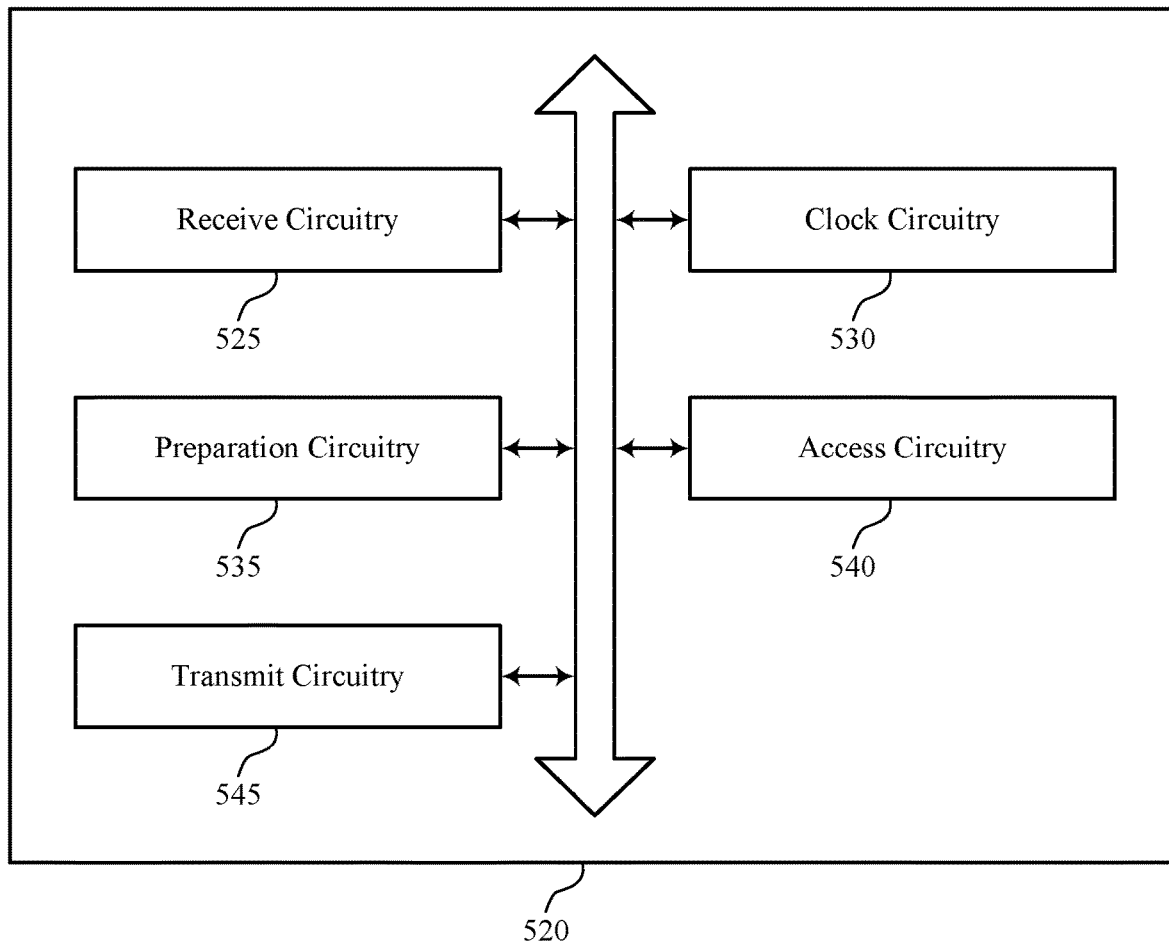 Receive Circuitry
Clock Circuitry
525
530
Preparation Circuitry
Access Circuitry
535
540
Transmit Circuitry
545
520